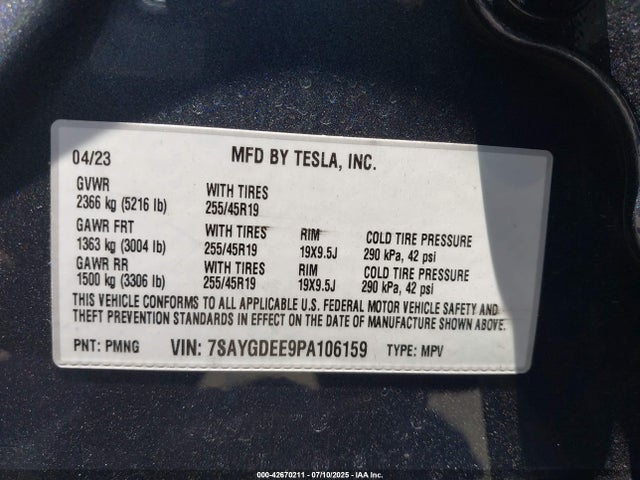 04/23 MFD BY TESLA, INC.
GVWR WITH TIRES
2366 kg (5216 lb) 255/45R19
GAWR FRT WITH TIRES RIM COLD TIRE PRESSURE
1363 kg (3004 lb) 255/45R19 19X9.5J 290 kPa, 42 psi
GAWR RR WITH TIRES RIM COLD TIRE PRESSURE
1500 kg (3306 lb) 255/45R19 19X9.5J 290 kPa, 42 psi
THIS VEHICLE CONFORMS TO ALL APPLICABLE U.S. FEDERAL MOTOR VEHICLE SAFETY AND
THEFT PREVENTION STANDARDS IN EFFECT ON THE DATE OF MANUFACTURE SHOWN ABOVE.
PNT: PMNG VIN: 7SAYGDEE9PA106159 TYPE: MPV
000-42670211 - 07/10/2025 - IAA Inc.